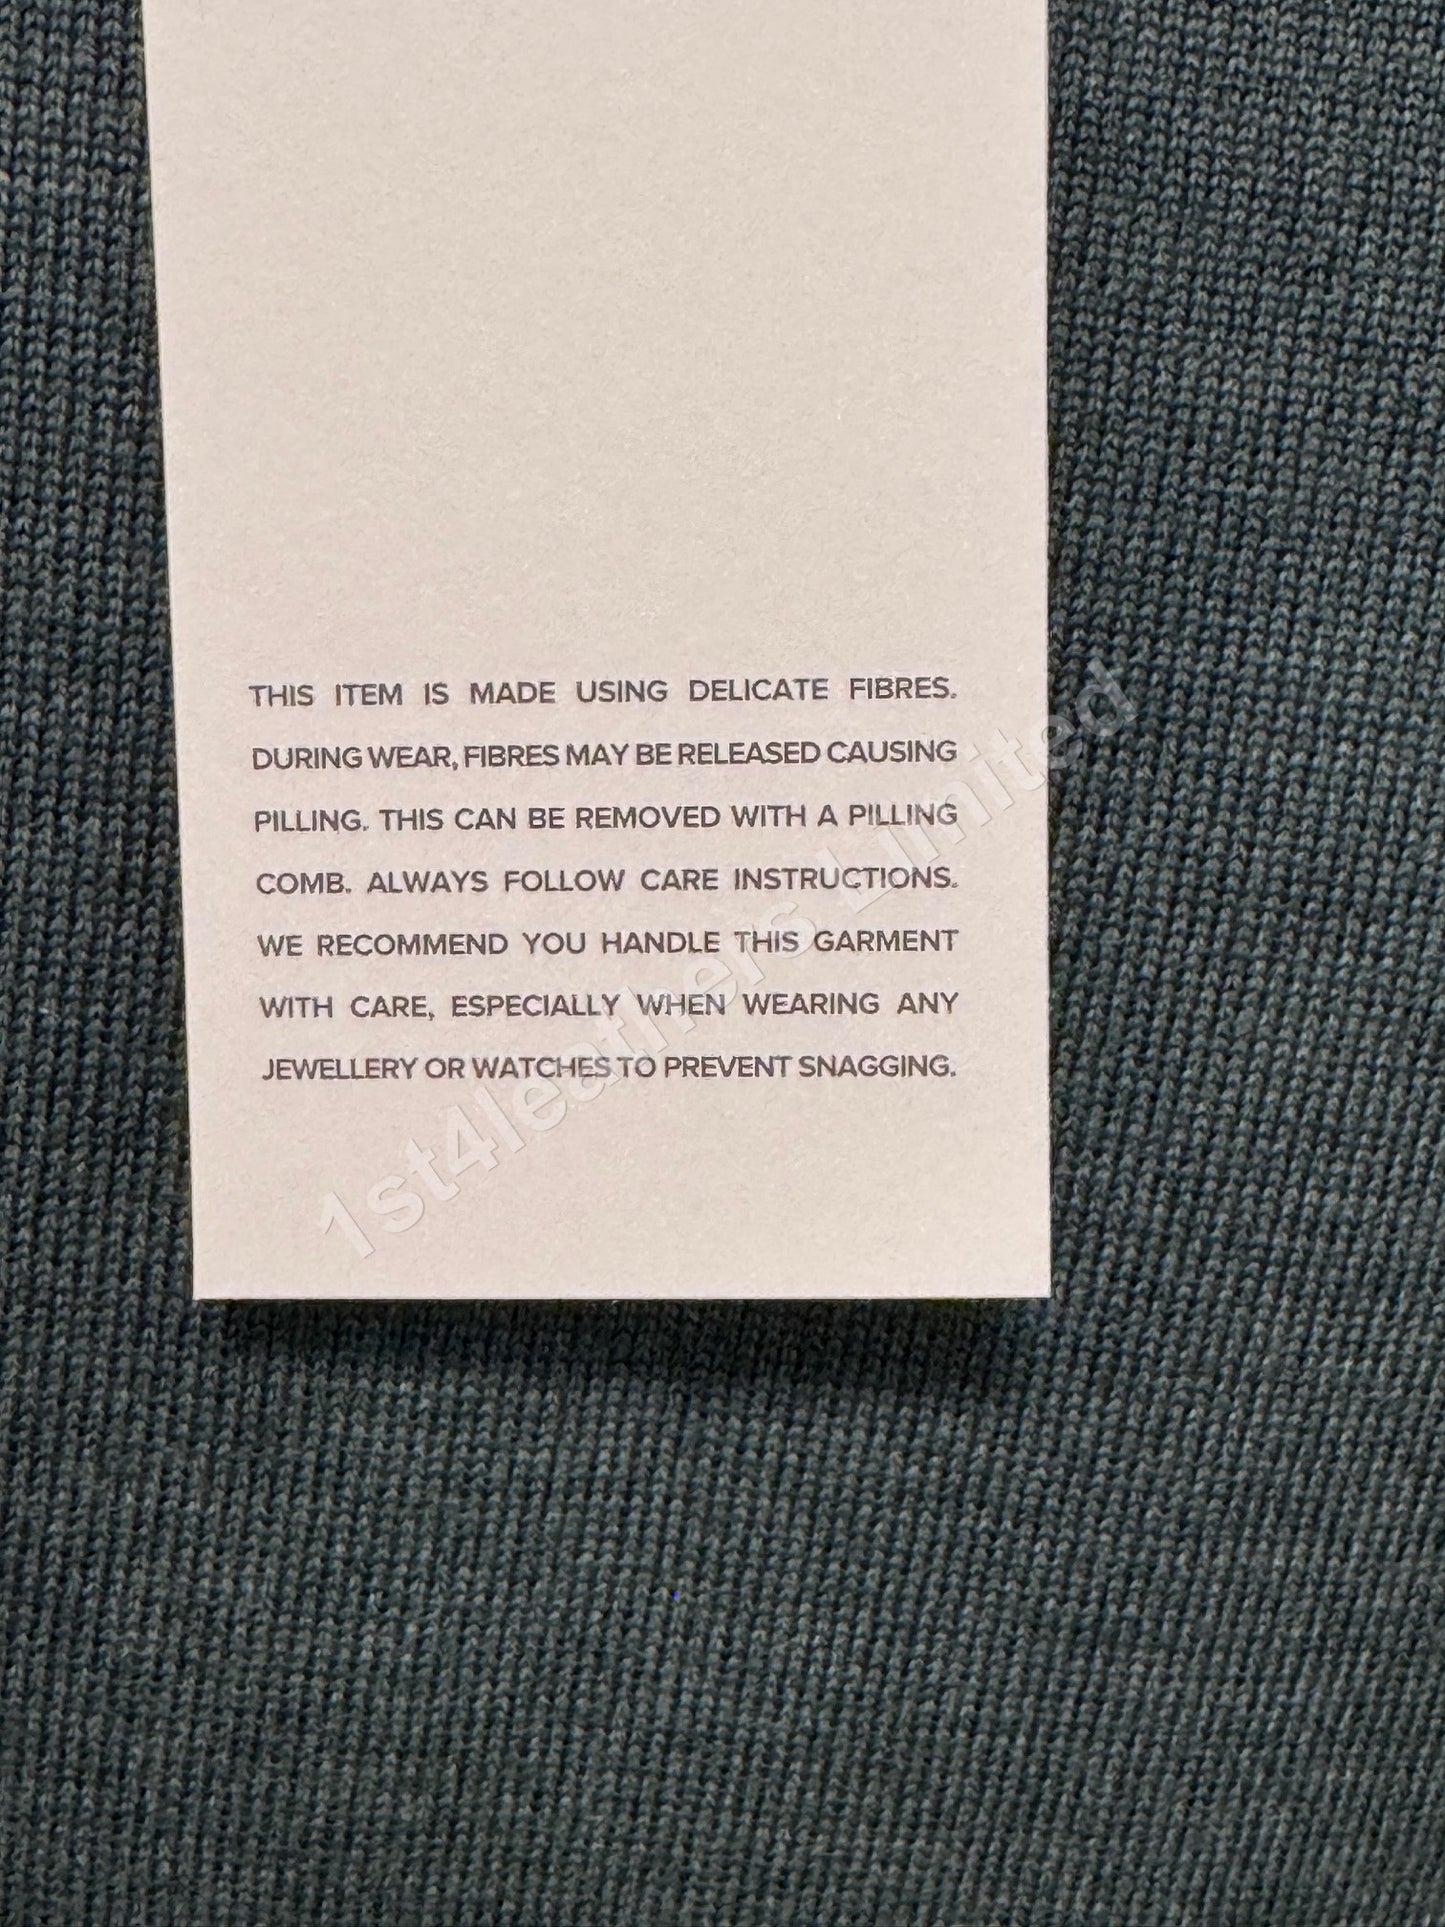 THIS ITEM IS MADE USING DELICATE FIBRES.
DURING WEAR, FIBRES MAY BE RELEASED CAUSING
PILLING. THIS CAN BE REMOVED WITH A PILLING
COMB. ALWAYS FOLLOW CARE INSTRUCTIONS.
WE RECOMMEND YOU HANDLE THIS GARMENT
WITH CARE, ESPECIALLY WHEN WEARING ANY
JEWELLERY OR WATCHES TO PREVENT SNAGGING.
1st4leathers Limited